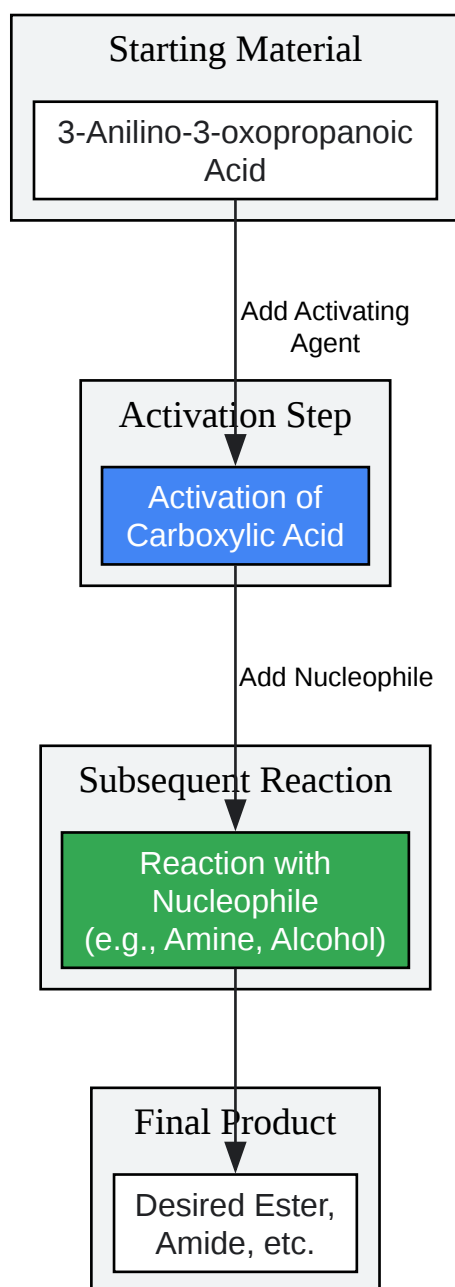 Starting Material
3-Anilino-3-oxopropanoic
Acid
Add Activating
Agent
Activation Step
Activation of
Carboxylic Acid
Add Nucleophile
Subsequent Reaction
Reaction with
Nucleophile
(e.g., Amine, Alcohol)
Final Product
Desired Ester,
Amide, etc.